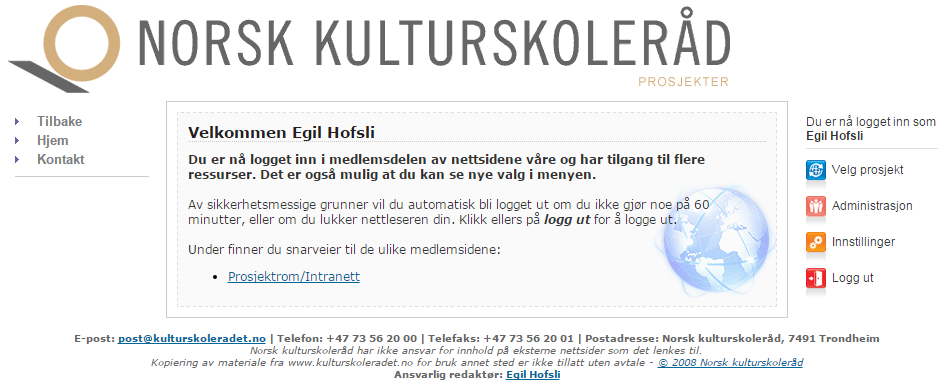 NORSK KULTURSKOLERÅD
PROSJEKTER
Tilbake
Hjem
Kontakt
Velkommen Egil Hofsli
Du er nå logget inn i medlemsdelen av nettsidene våre og har tilgang til flere
ressurser. Det er også mulig at du kan se nye valg i menyen.
Av sikkerhetsmessige grunner vil du automatisk bli logget ut om du ikke gjør noe på 60
minutter, eller om du lukker nettleseren din. Klikk ellers på logg ut for å logge ut.
Under finner du snarveier til de ulike medlemsidene:
• Prosjektrom/Intranett
Du er nå logget inn som
Egil Hofsli
Velg prosjekt
Administrasjon
Innstillinger
Logg ut
E-post: post@kulturskoleradet.no | Telefon: +47 73 56 20 00 | Telefaks: +47 73 56 20 01 | Postadresse: Norsk kulturskoleråd, 7491 Trondheim
Norsk kulturskoleråd har ikke ansvar for innhold på eksterne nettsider som det lenkes til.
Kopiering av materiale fra www.kulturskoleradet.no for bruk annet sted er ikke tillatt uten avtale - © 2008 Norsk kulturskoleråd
Ansvarlig redaktør: Egil Hofsli